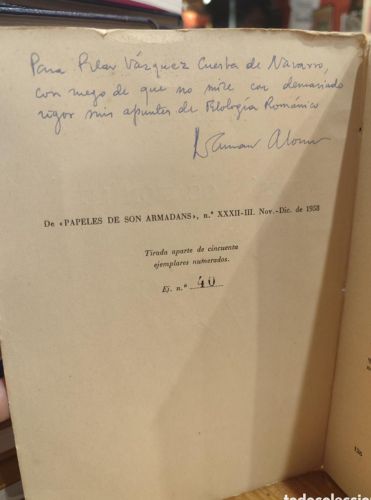 Para Pilar Vázquez Cuesta de Navarro,
con ruego de que no mire con demasiado
rigor mis apuntes de Filología Románica
Dámaso Alonso
De «PAPELES DE SON ARMADANS», n.º XXXII-III. Nov.-Dic. de 1958
Tirada aparte de cincuenta
ejemplares numerados.
Ej. n.º 40
136
todocoleccion